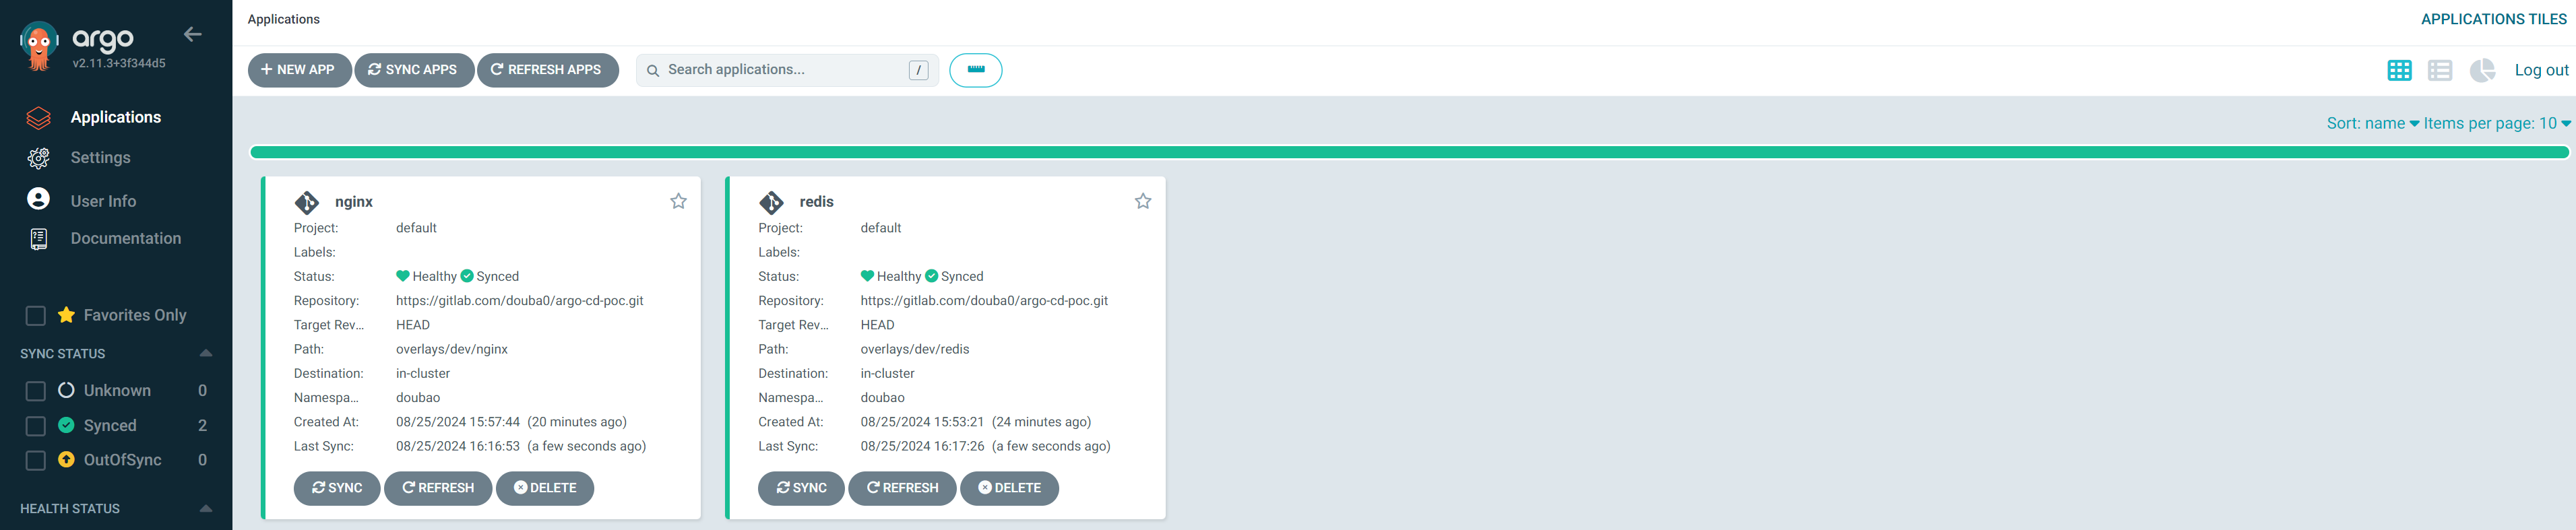 argo
v2.11.3+3f344d5
Applications
Settings
User Info
Documentation
Favorites Only
SYNC STATUS
Unknown 0
Synced 2
OutOfSync 0
HEALTH STATUS
Applications
APPLICATIONS TILES
NEW APP SYNC APPS REFRESH APPS Search applications... / Log out
Sort: name Items per page: 10
nginx
Project: default
Labels:
Status: Healthy Synced
Repository: https://gitlab.com/douba0/argo-cd-poc.git
Target Rev... HEAD
Path: overlays/dev/nginx
Destination: in-cluster
Namespa... doubao
Created At: 08/25/2024 15:57:44 (20 minutes ago)
Last Sync: 08/25/2024 16:16:53 (a few seconds ago)
SYNC REFRESH DELETE
redis
Project: default
Labels:
Status: Healthy Synced
Repository: https://gitlab.com/douba0/argo-cd-poc.git
Target Rev... HEAD
Path: overlays/dev/redis
Destination: in-cluster
Namespa... doubao
Created At: 08/25/2024 15:53:21 (24 minutes ago)
Last Sync: 08/25/2024 16:17:26 (a few seconds ago)
SYNC REFRESH DELETE